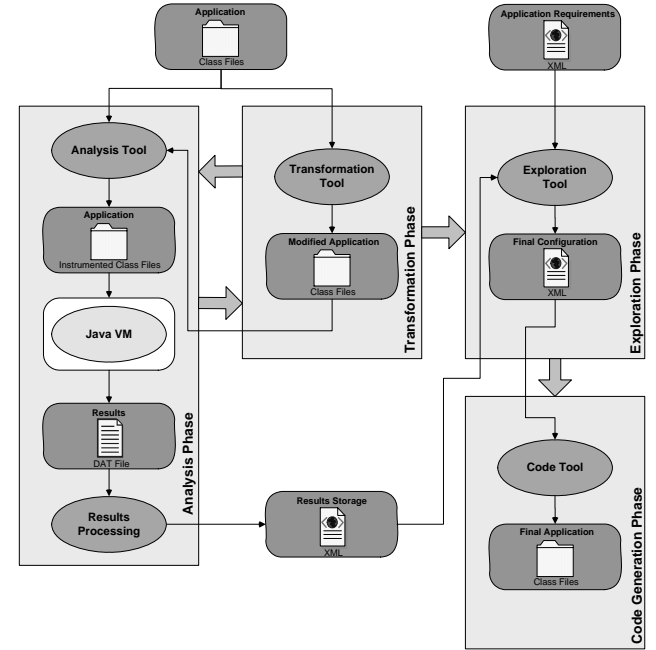 Application
Class Files
Application Requirements
XML
Analysis Tool
Application
Instrumented Class Files
Java VM
Results
DAT File
Results
Processing
Analysis Phase
Transformation
Tool
Modified Application
Class Files
Transformation Phase
Exploration
Tool
Final Configuration
XML
Exploration Phase
Results Storage
XML
Code Tool
Final Application
Class Files
Code Generation Phase